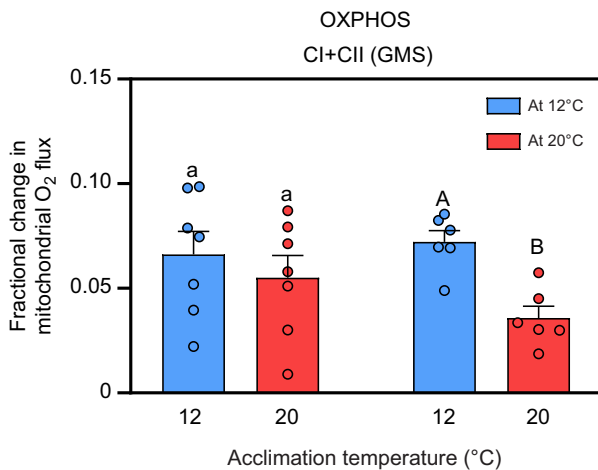 OXPHOS
CI+CII (GMS)
Fractional change in
mitochondrial O₂ flux
0.15
0.10
0.05
0
At 12°C
At 20°C
a
a
A
B
12
20
12
20
Acclimation temperature (°C)